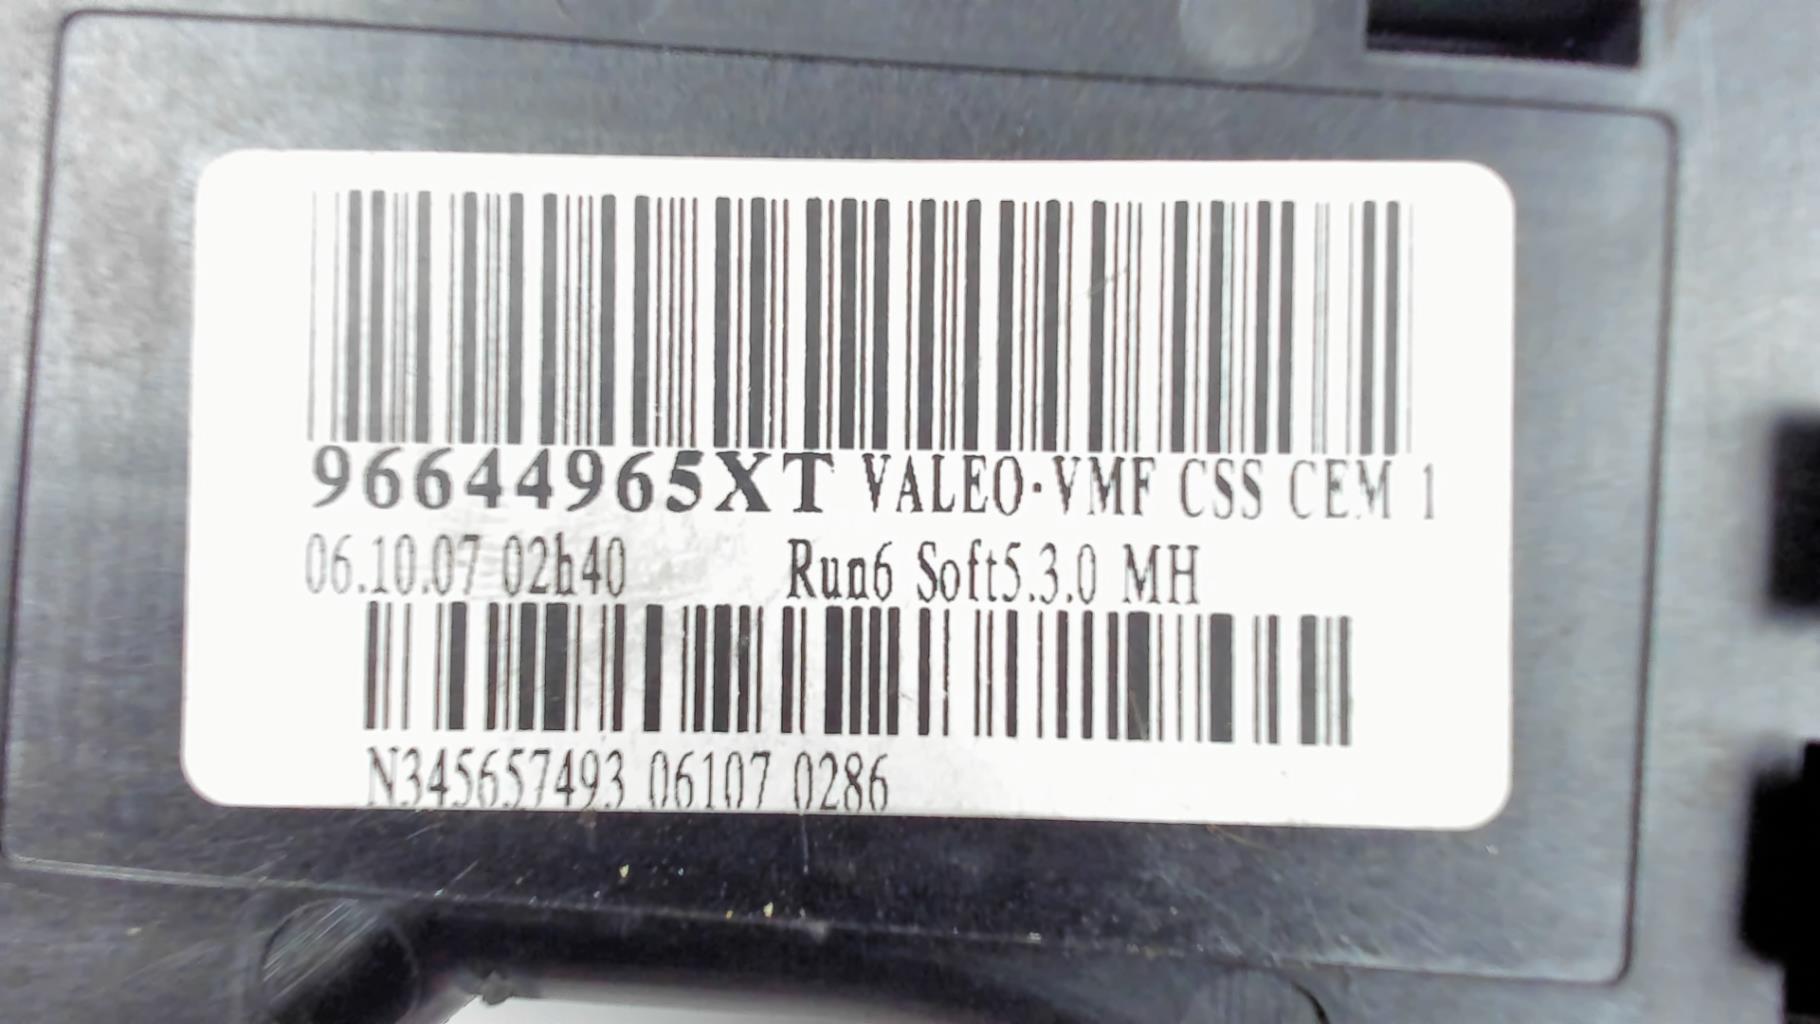 96644965XT VALEO-VMF CSS CEM 1
06.10.07 02h40 Run6 Soft5.3.0 MH
N345657493 06107 0286